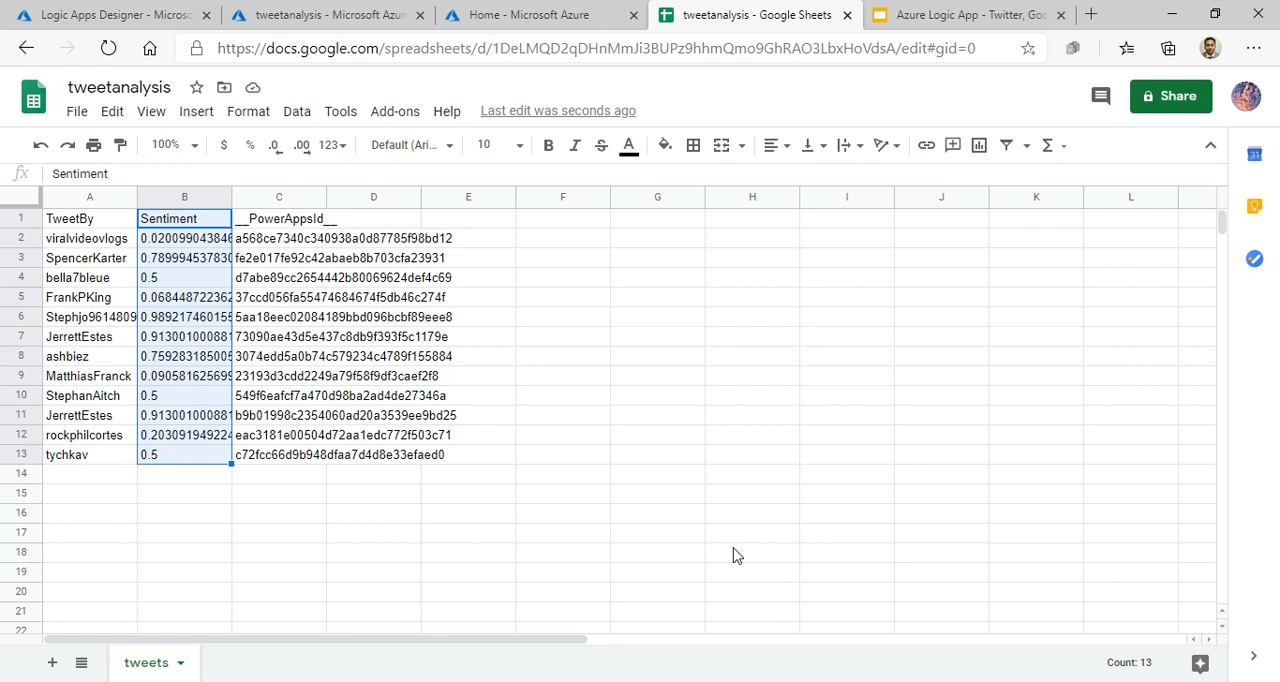 Logic Apps Designer - Microso
tweetanalysis - Microsoft Azur
Home - Microsoft Azure
tweetanalysis - Google Sheets
Azure Logic App - Twitter, Goo
https://docs.google.com/spreadsheets/d/1DeLMQD2qDHnMmJi3BUPz9hhmQmo9GhRAO3LbxHoVdsA/edit#gid=0
tweetanalysis
File Edit View Insert Format Data Tools Add-ons Help Last edit was seconds ago
Share
100% $ % .0 .00 123 Default (Ari... 10 B I S A
fx Sentiment
A B C D E F G H I J K L
1 TweetBy Sentiment __PowerAppsId__
2 viralvideovlogs 0.020099043846 a568ce7340c340938a0d87785f98bd12
3 SpencerKarter 0.789994537830 fe2e017fe92c42abaeb8b703cfa23931
4 bella7bleue 0.5 d7abe89cc2654442b80069624def4c69
5 FrankPKing 0.068448722362 37ccd056fa55474684674f5db46c274f
6 Stephjo9614809 0.989217460155 5aa18eec02084189bbd096bcbf89eee8
7 JerrettEstes 0.913001000881 73090ae43d5e437c8db9f393f5c1179e
8 ashbiez 0.759283185005 3074edd5a0b74c579234c4789f155884
9 MatthiasFranck 0.090581625699 23193d3cdd2249a79f58f9df3caef2f8
10 StephanAitch 0.5 549f6eafcf7a470d98ba2ad4de27346a
11 JerrettEstes 0.913001000881 b9b01998c2354060ad20a3539ee9bd25
12 rockphilcortes 0.203091949224 eac3181e00504d72aa1edc772f503c71
13 tychkav 0.5 c72fcc66d9b948dfaa7d4d8e33efaed0
14
15
16
17
18
19
20
21
22
tweets
Count: 13